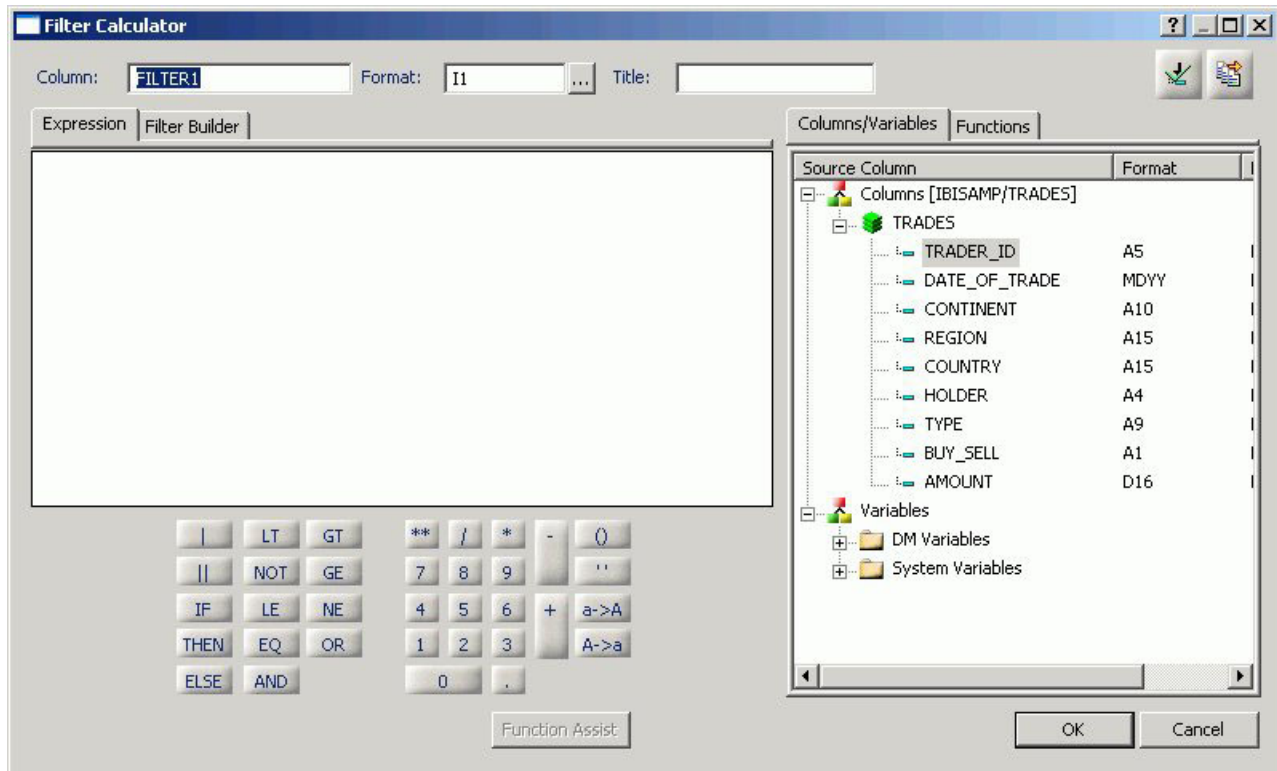 Filter Calculator
Column: FILTER1 Format: I1 ... Title:
Expression Filter Builder
Columns/Variables Functions
Source Column Format
Columns [IBISAMP/TRADES]
TRADES
TRADER_ID A5
DATE_OF_TRADE MDYY
CONTINENT A10
REGION A15
COUNTRY A15
HOLDER A4
TYPE A9
BUY_SELL A1
AMOUNT D16
Variables
DM Variables
System Variables
| LT GT ** / * - ()
|| NOT GE 7 8 9 ' '
IF LE NE 4 5 6 + a->A
THEN EQ OR 1 2 3 A->a
ELSE AND 0 .
Function Assist
OK Cancel